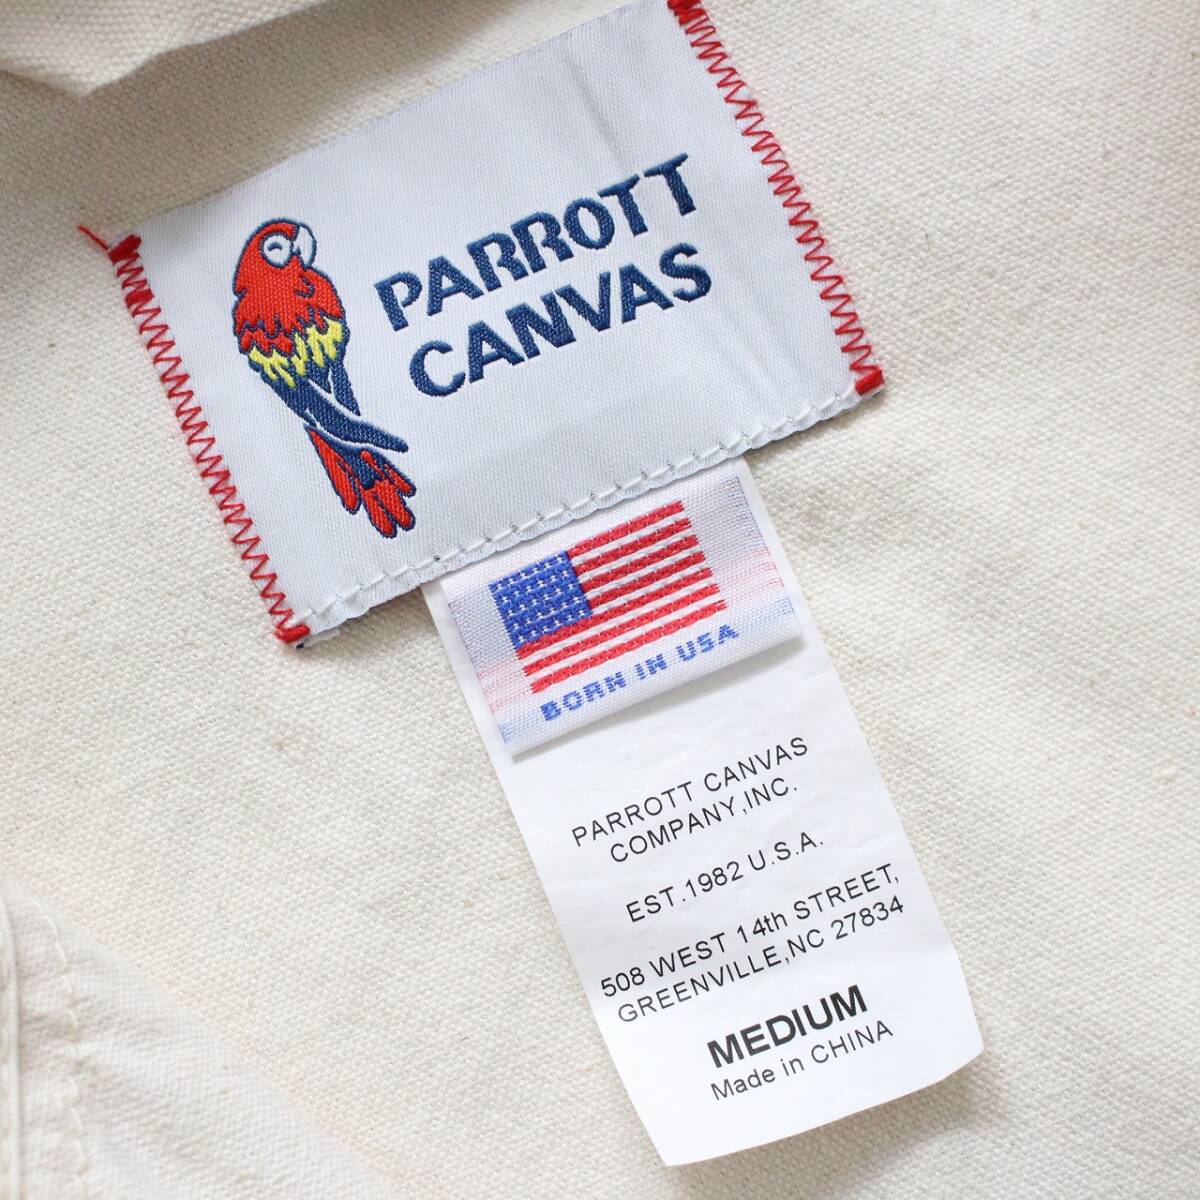 PARROTT
CANVAS
BORN IN USA
PARROTT CANVAS
COMPANY,INC.
EST.1982 U.S.A.
508 WEST 14th STREET,
GREENVILLE,NC 27834
MEDIUM
Made in CHINA